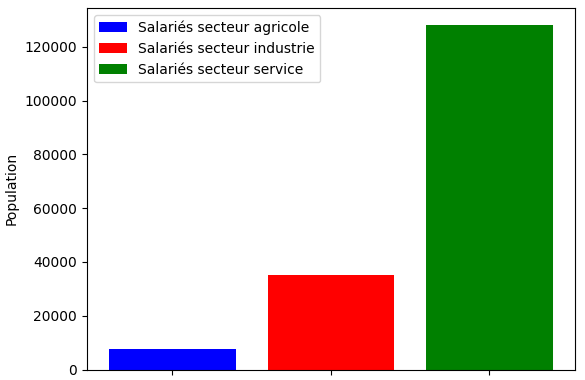 Salariés secteur agricole
Salariés secteur industrie
Salariés secteur service
Population
120000
100000
80000
60000
40000
20000
0